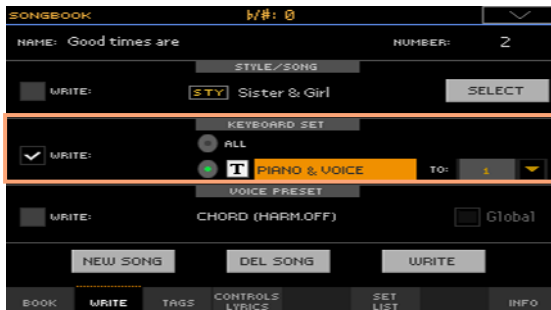 SONGBOOK ♭/#: 0
NAME: Good times are NUMBER: 2
STYLE/SONG
WRITE: STY Sister & Girl SELECT
KEYBOARD SET
ALL
WRITE:
T PIANO & VOICE TO: 1
VOICE PRESET
WRITE: CHORD (HARM.OFF) Global
NEW SONG DEL SONG WRITE
BOOK WRITE TAGS CONTROLS LYRICS SET LIST INFO